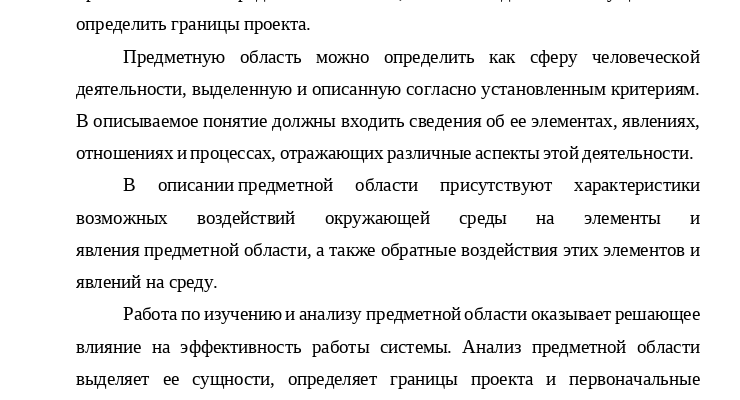 определить границы проекта.
Предметную область можно определить как сферу человеческой
деятельности, выделенную и описанную согласно установленным критериям.
В описываемое понятие должны входить сведения об ее элементах, явлениях,
отношениях и процессах, отражающих различные аспекты этой деятельности.
В описании предметной области присутствуют характеристики
возможных воздействий окружающей среды на элементы и
явления предметной области, а также обратные воздействия этих элементов и
явлений на среду.
Работа по изучению и анализу предметной области оказывает решающее
влияние на эффективность работы системы. Анализ предметной области
выделяет ее сущности, определяет границы проекта и первоначальные